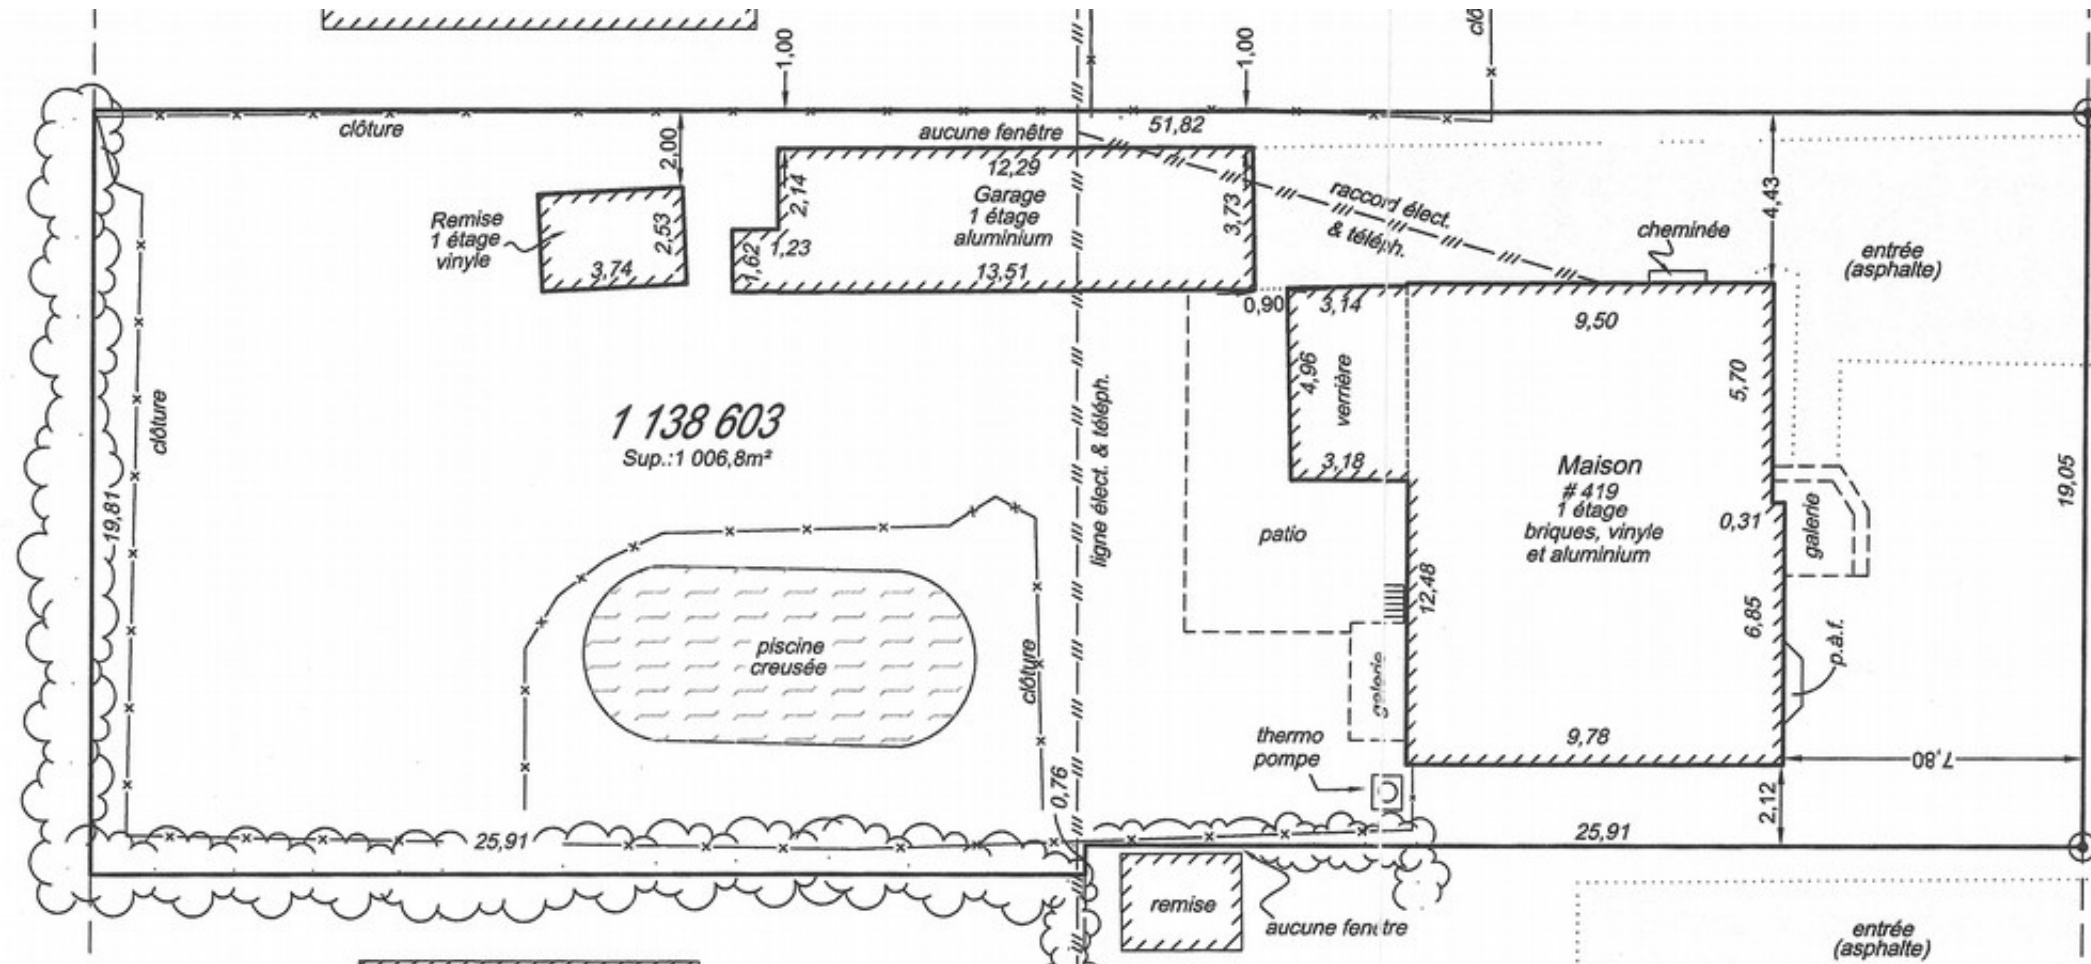 1,00
1,00
clô
clôture
2,00
aucune fenêtre
51,82
12,29
Garage
1 étage
aluminium
2,14
3,73
1,62
1,23
13,51
Remise
1 étage
vinyle
2,53
3,74
raccord élect.
& téléph.
cheminée
4,43
entrée
(asphalte)
0,90
3,14
9,50
4,96
verrière
3,18
5,70
clôture
19,81
1 138 603
Sup.:1 006,8m²
ligne élect. & téléph.
Maison
# 419
1 étage
briques, vinyle
et aluminium
0,31
galerie
19,05
patio
12,48
6,85
p.à.f.
piscine
creusée
clôture
galerie
9,78
7,80
thermo
pompe
0,76
2,12
25,91
25,91
remise
aucune fenêtre
entrée
(asphalte)